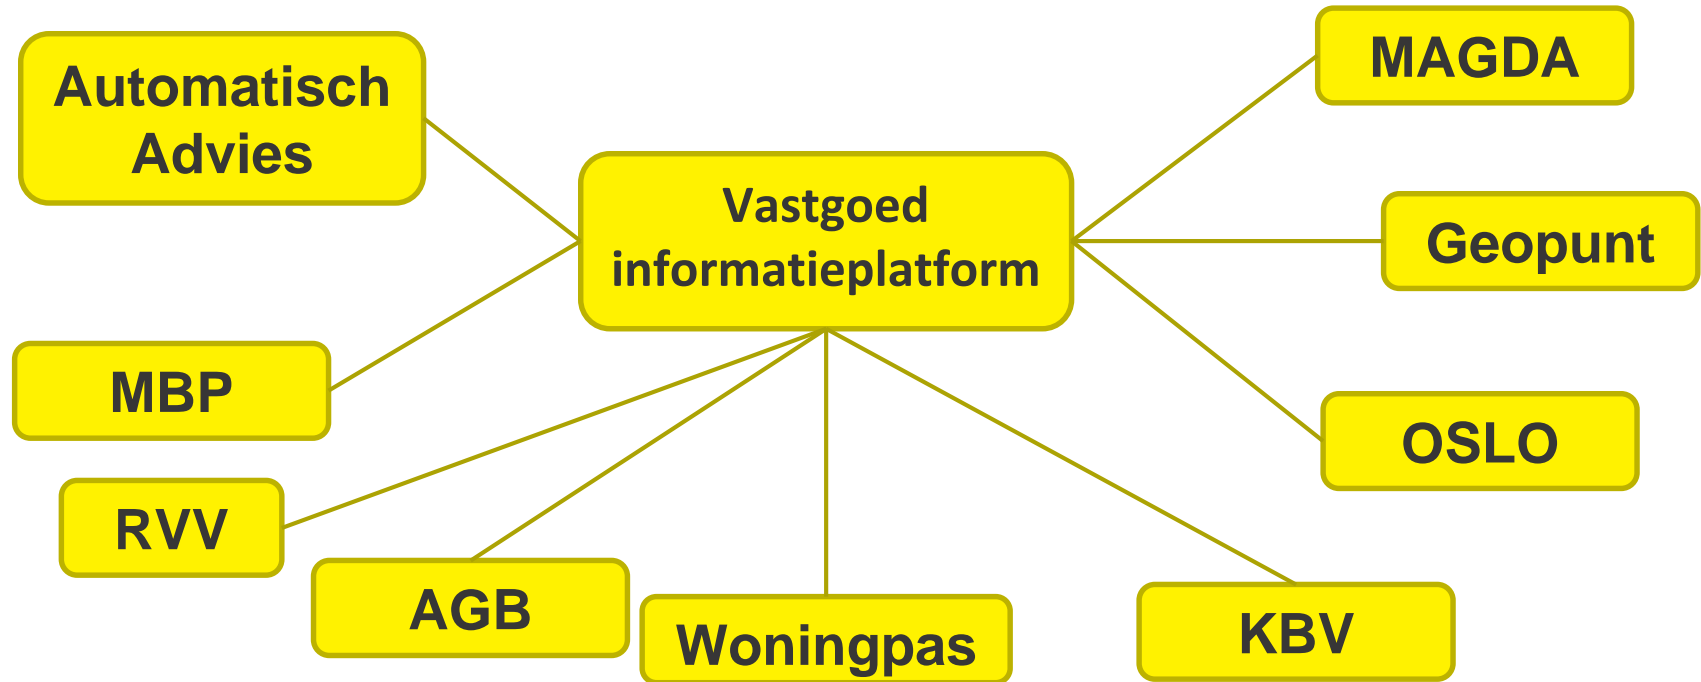 Automatisch
Advies
MAGDA
Vastgoed
informatieplatform
Geopunt
MBP
OSLO
RVV
AGB
Woningpas
KBV